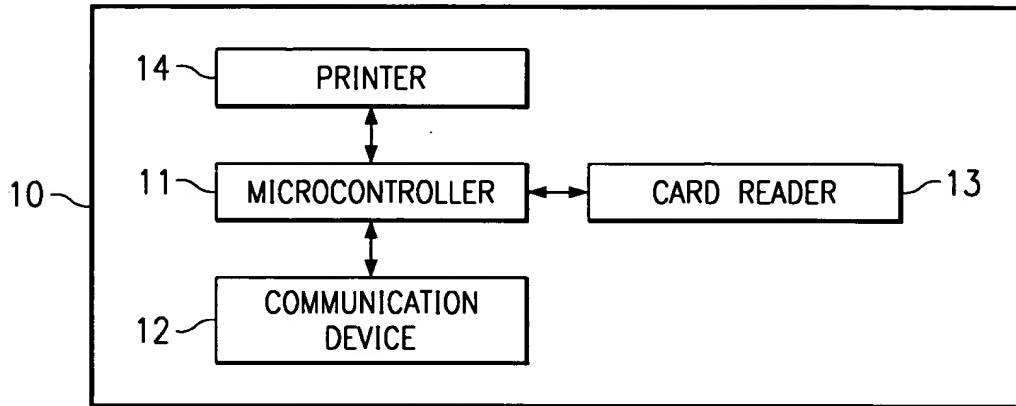 14 PRINTER
10 11 MICROCONTROLLER CARD READER 13
12 COMMUNICATION
DEVICE